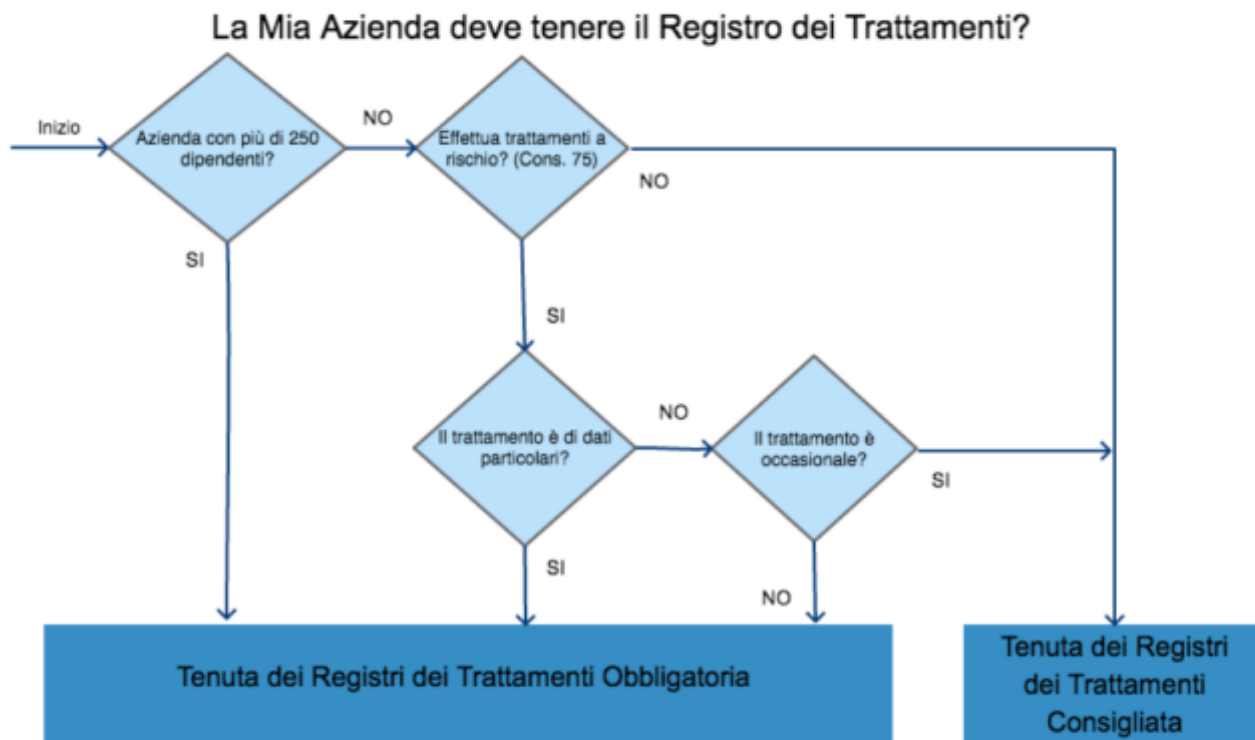 La Mia Azienda deve tenere il Registro dei Trattamenti?
Inizio
Azienda con più di 250
dipendenti?
NO
Effettua trattamenti a
rischio? (Cons. 75)
NO
SI
SI
Il trattamento è di dati
particolari?
NO
Il trattamento è
occasionale?
SI
SI
NO
Tenuta dei Registri dei Trattamenti Obbligatoria
Tenuta dei Registri
dei Trattamenti
Consigliata